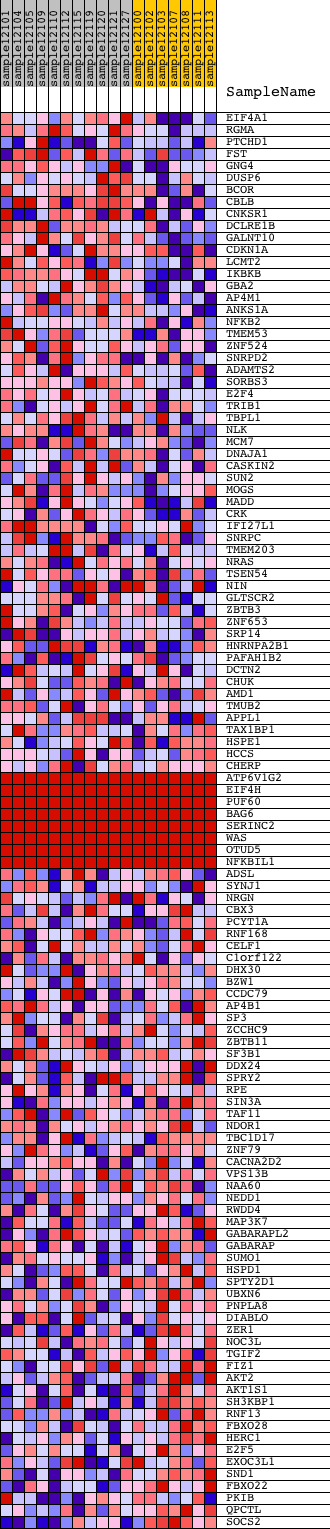 sample12101
sample12105
sample12110
sample12112
sample12115
sample12120
sample12100
sample12102
sample12103
sample12107
sample12108
sample12111
SampleName
EIF4A1
RGMA
PTCHD1
FST
GNG4
DUSP6
BCOR
CBLB
CNKSR1
DCLRE1B
GALNT10
CDKN1A
LCMT2
IKBKB
GBA2
AP4M1
ANKS1A
NFKB2
TMEM53
ZNF524
SNRPD2
ADAMTS2
SORBS3
E2F4
TRIB1
TBPL1
NLK
MCM7
DNAJA1
CASKIN2
SUN2
MOGS
MADD
CRK
IFI27L1
SNRPC
TMEM203
NRAS
TSEN54
NIN
GLTSCR2
ZBTB3
ZNF653
SRP14
HNRNPA2B1
PAFAH1B2
DCTN2
CHUK
AMD1
TMUB2
APPL1
TAX1BP1
HSPE1
HCCS
CHERP
ATP6V1G2
EIF4H
PUF60
BAG6
SERINC2
WAS
OTUD5
NFKBIL1
ADSL
SYNJ1
NRGN
CBX3
PCYT1A
RNF168
CELF1
C1orf122
DHX30
BZW1
CCDC79
AP4B1
SP3
ZCCHC9
ZBTB11
SF3B1
DDX24
SPRY2
RPE
SIN3A
TAF11
NDOR1
TBC1D17
ZNF79
CACNA2D2
VPS13B
NAA60
NEDD1
RWDD4
MAP3K7
GABARAPL2
GABARAP
SUMO1
HSPD1
SPTY2D1
UBXN6
PNPLA8
DIABLO
ZER1
NOC3L
TGIF2
FIZ1
AKT2
AKT1S1
SH3KBP1
RNF13
FBXO28
HERC1
E2F5
EXOC3L1
SND1
FBXO22
PKIB
QPCTL
SOCS2